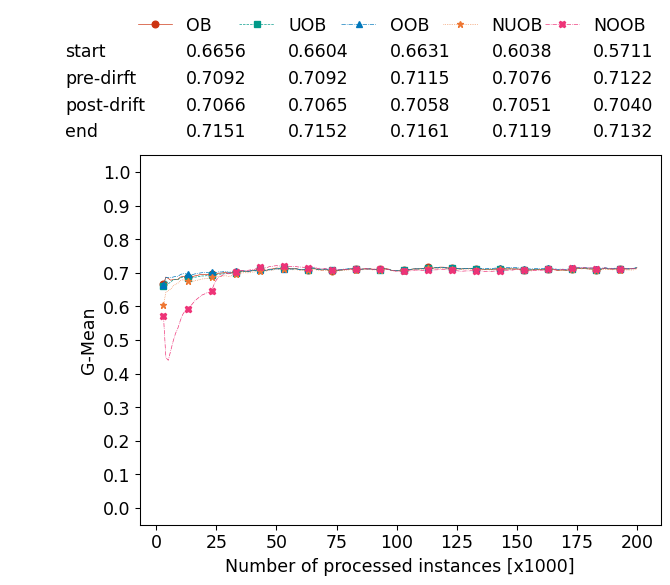 OB UOB OOB NUOB NOOB
start 0.6656 0.6604 0.6631 0.6038 0.5711
pre-dirft 0.7092 0.7092 0.7115 0.7076 0.7122
post-drift 0.7066 0.7065 0.7058 0.7051 0.7040
end 0.7151 0.7152 0.7161 0.7119 0.7132
1.0
0.9
0.8
0.7
0.6
0.5
0.4
0.3
0.2
0.1
0.0
G-Mean
0 25 50 75 100 125 150 175 200
Number of processed instances [x1000]